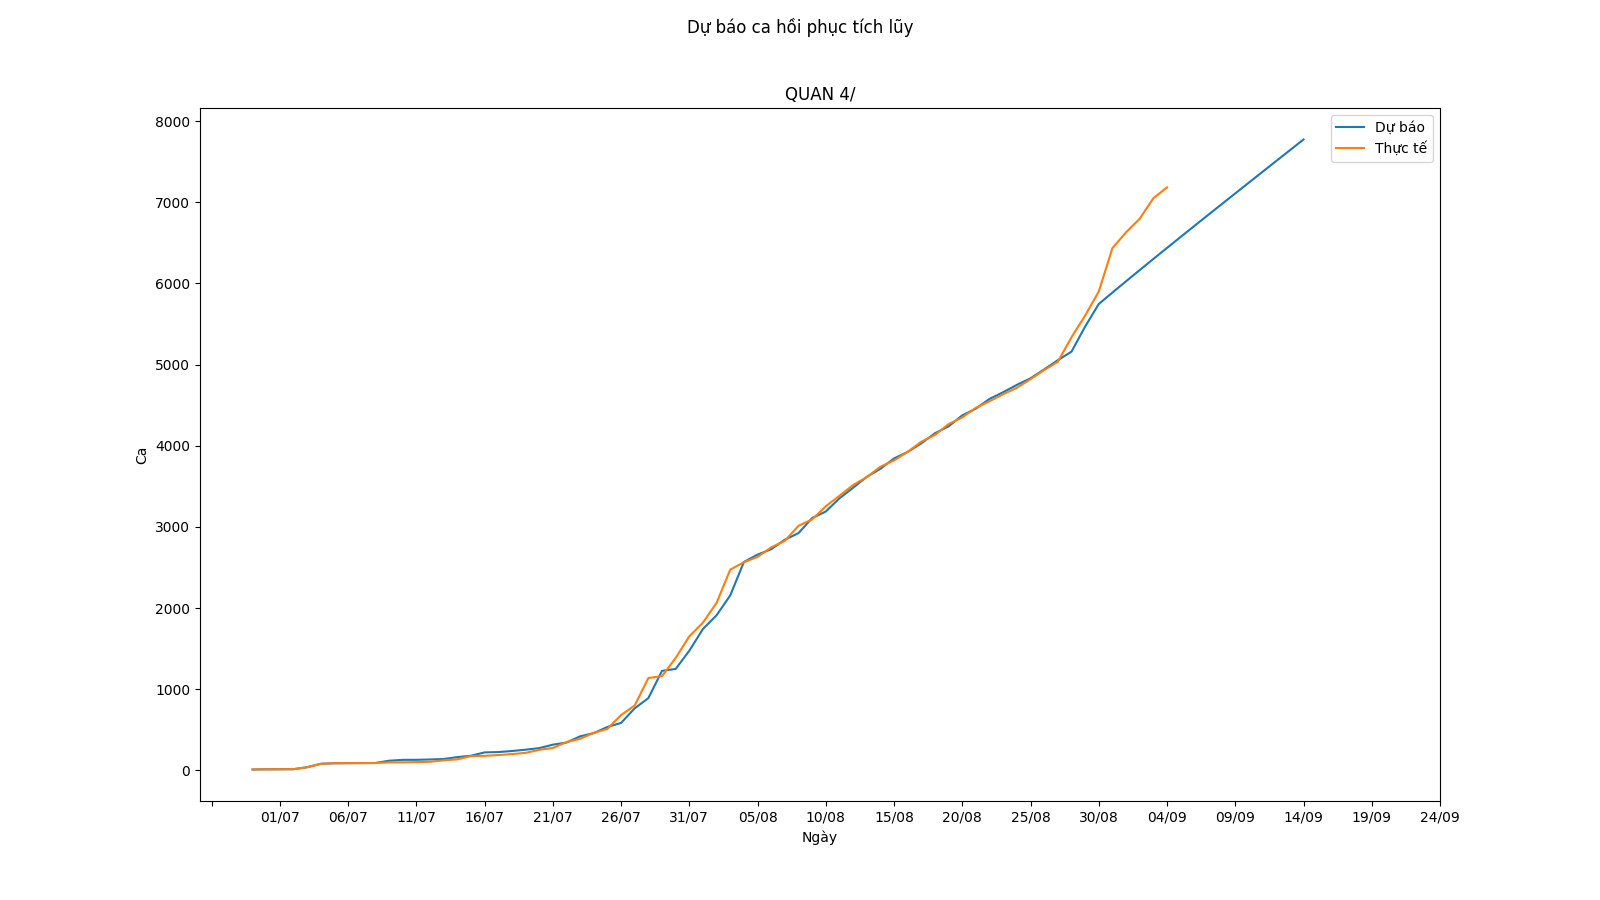 Dự báo ca hồi phục tích lũy
QUAN 4/
Dự báo
Thực tế
8000
7000
6000
5000
4000
3000
2000
1000
0
Ca
01/07 06/07 11/07 16/07 21/07 26/07 31/07 05/08 10/08 15/08 20/08 25/08 30/08 04/09 09/09 14/09 19/09 24/09
Ngày